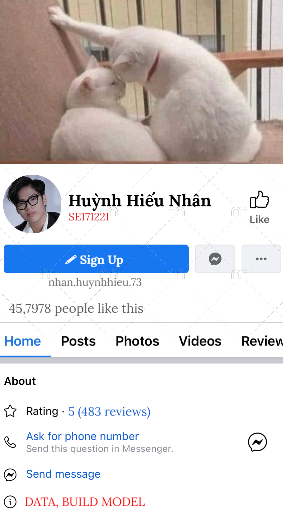 Huỳnh Hiếu Nhân
SE171221
Like
Sign Up
nhan.huynhhieu.73
45,7978 people like this
Home Posts Photos Videos Review
About
Rating · 5 (483 reviews)
Ask for phone number
Send this question in Messenger.
Send message
DATA, BUILD MODEL